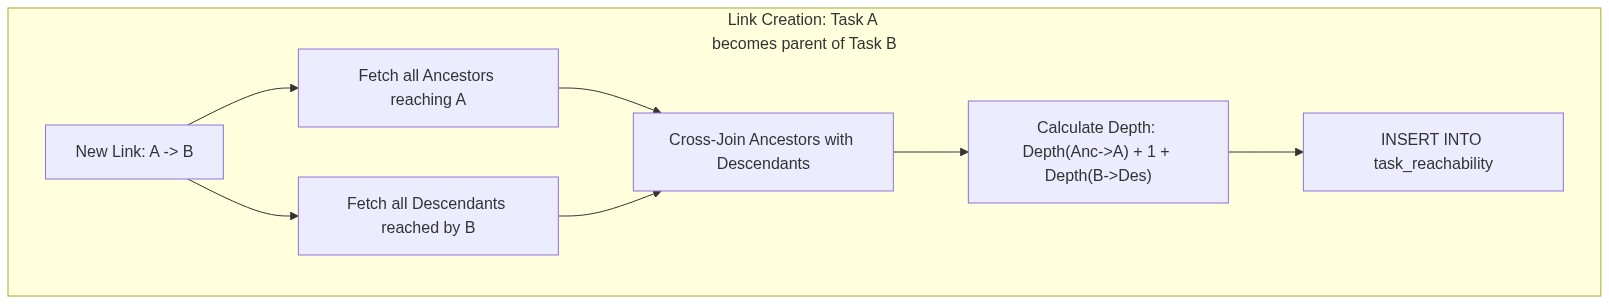 Link Creation: Task A
becomes parent of Task B
New Link: A -> B
Fetch all Ancestors
reaching A
Fetch all Descendants
reached by B
Cross-Join Ancestors with
Descendants
Calculate Depth:
Depth(Anc->A) + 1 +
Depth(B->Des)
INSERT INTO
task_reachability